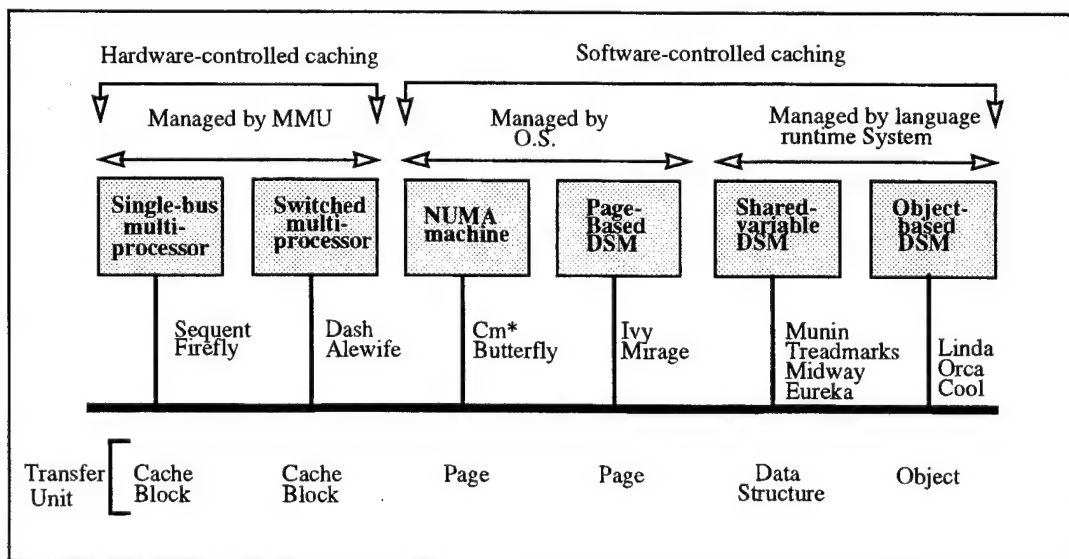 Hardware-controlled caching
Software-controlled caching
Managed by MMU
Managed by
O.S.
Managed by language
runtime System
Single-bus
multi-
processor
Switched
multi-
processor
NUMA
machine
Page-
Based
DSM
Shared-
variable
DSM
Object-
based
DSM
Sequent
Firefly
Dash
Alewife
Cm*
Butterfly
Ivy
Mirage
Munin
Treadmarks
Midway
Eureka
Linda
Orca
Cool
Transfer
Unit
Cache
Block
Cache
Block
Page
Page
Data
Structure
Object